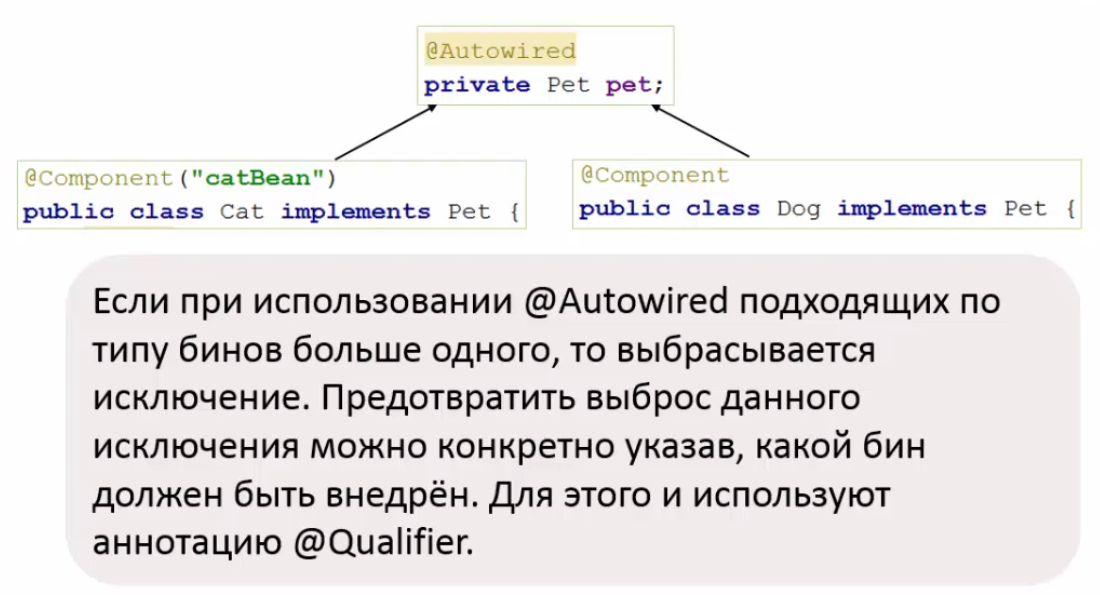 @Autowired
private Pet pet;
@Component("catBean")
public class Cat implements Pet {
@Component
public class Dog implements Pet {
Если при использовании @Autowired подходящих по
типу бинов больше одного, то выбрасывается
исключение. Предотвратить выброс данного
исключения можно конкретно указав, какой бин
должен быть внедрён. Для этого и используют
аннотацию @Qualifier.